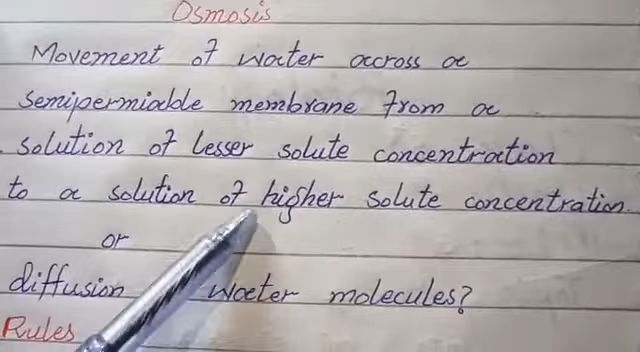 Osmosis
Movement of water across a
semipermiable membrane from a
solution of lesser solute concentration
to a solution of higher solute concentration.
or
diffusion water molecules?
Rules